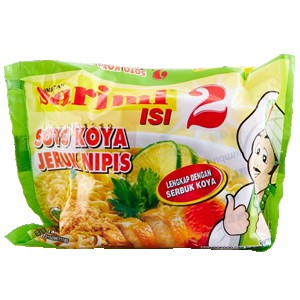 Sarimi
ISI 2
SOTO KOYA
JERUK NIPIS
LENGKAP DENGAN
SERBUK KOYA